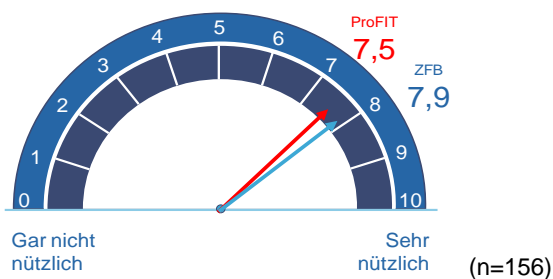 ProFIT
7,5
ZFB
7,9
0
1
2
3
4
5
6
7
8
9
10
Gar nicht
nützlich
Sehr
nützlich
(n=156)